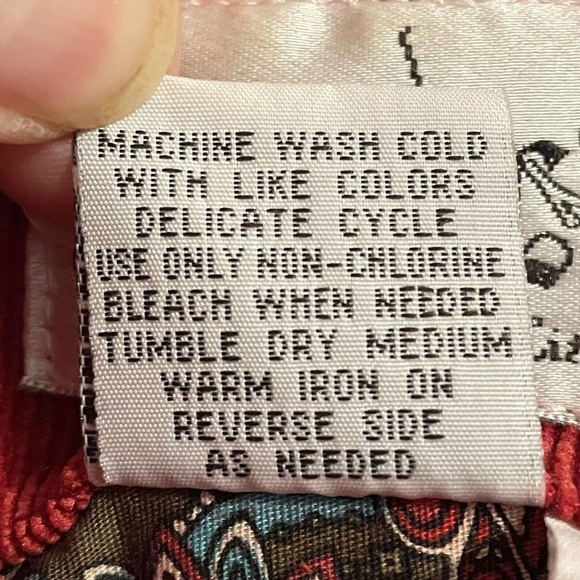 MACHINE WASH COLD
WITH LIKE COLORS
DELICATE CYCLE
USE ONLY NON-CHLORINE
BLEACH WHEN NEEDED
TUMBLE DRY MEDIUM
WARM IRON ON
REVERSE SIDE
AS NEEDED